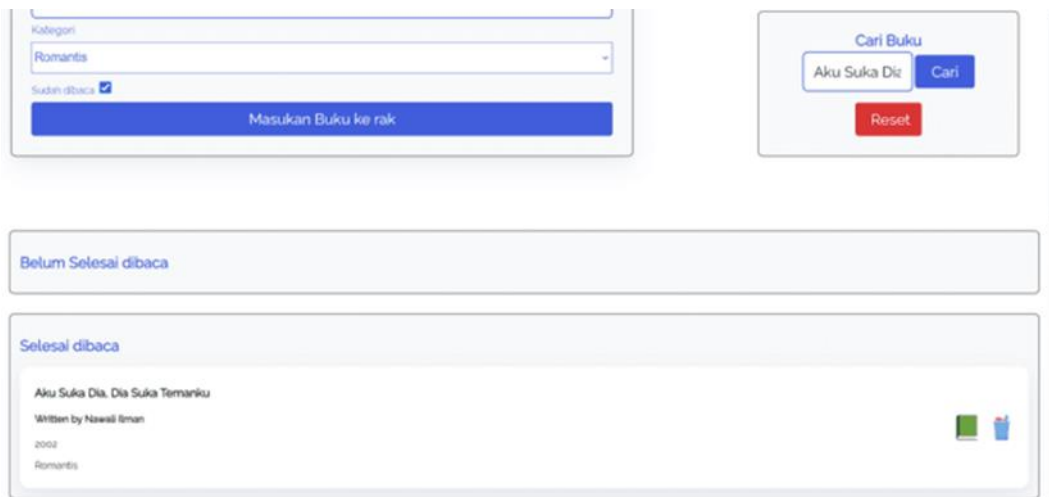 Kategori
Romantis
Sudah dibaca
Masukan Buku ke rak
Cari Buku
Aku Suka Dia
Cari
Reset
Belum Selesai dibaca
Selesai dibaca
Aku Suka Dia, Dia Suka Temanku
Written by Nawali Ilman
2002
Romantis